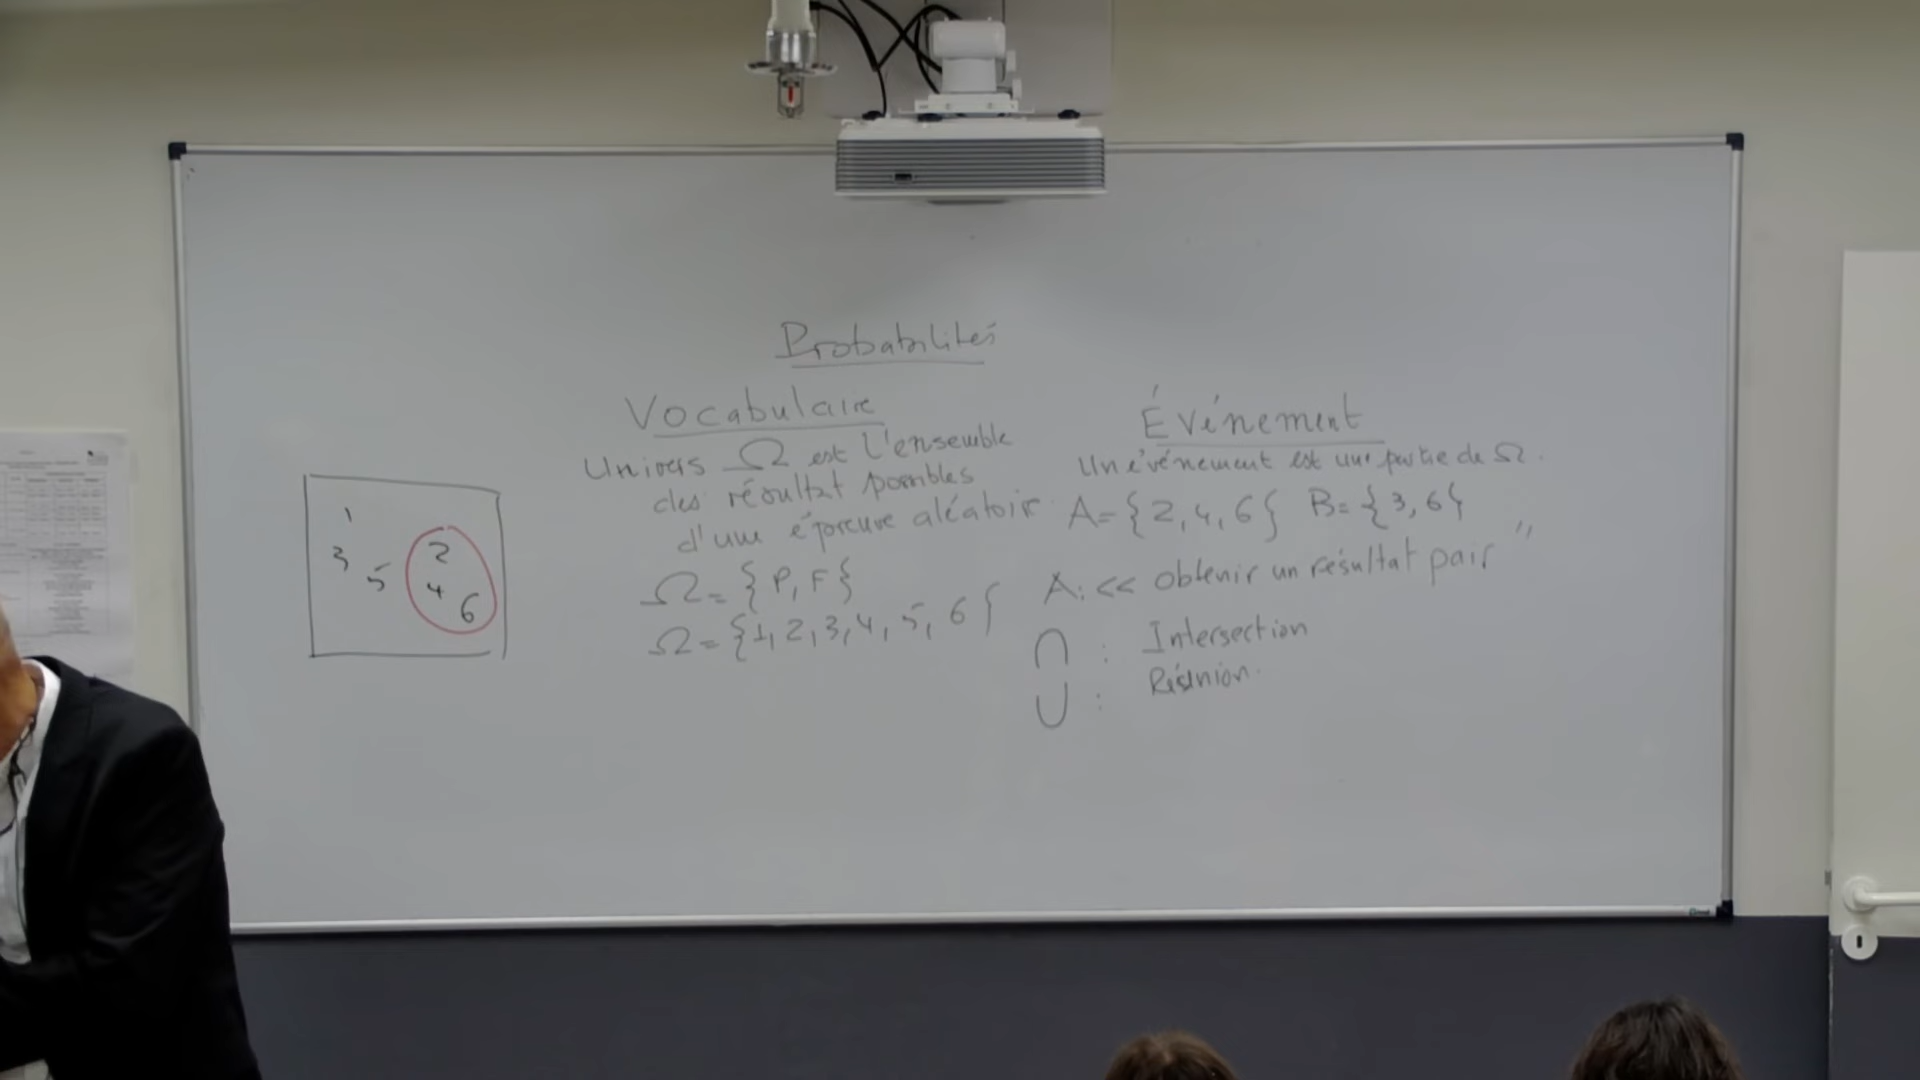 Probabilités
Vocabulaire
Univers Ω est l'ensemble
des résultat possibles
d'une épreuve aléatoire
Ω = {P, F}
Ω = {1, 2, 3, 4, 5, 6}
Événement
Un événement est une partie de Ω.
A = {2, 4, 6} B = {3, 6}
A: << obtenir un résultat pair "
∩ : Intersection
∪ : Réunion.
1
3 5 2
4
6